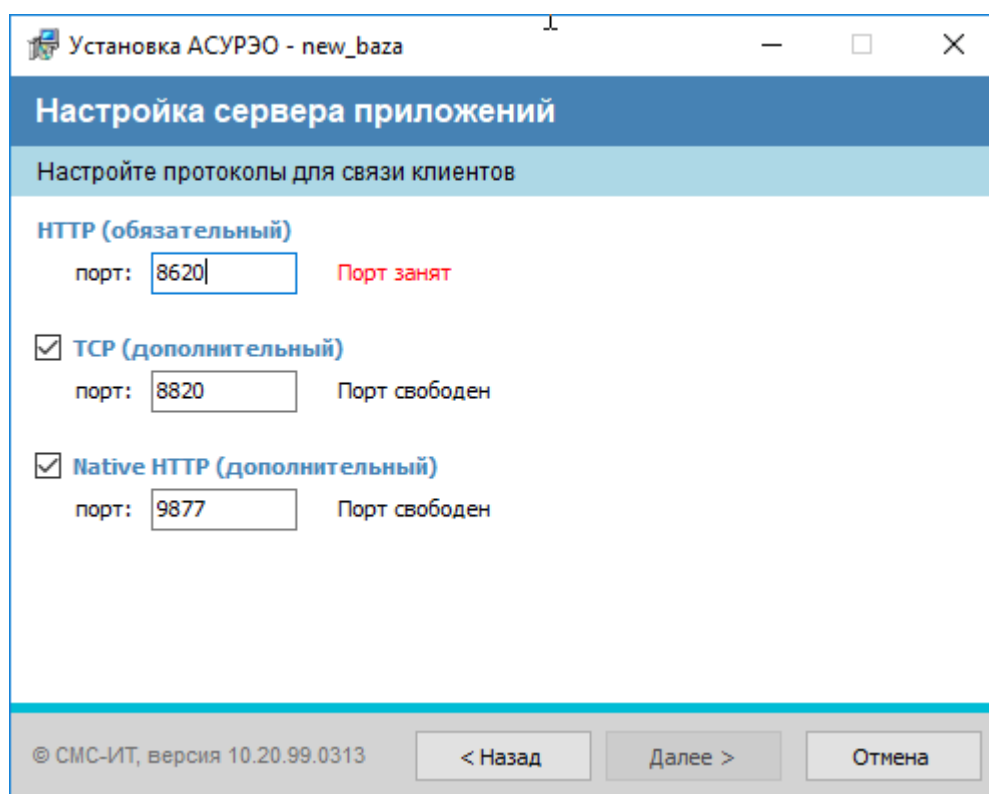 Установка АСУРЭО - new_baza
Настройка сервера приложений
Настройте протоколы для связи клиентов
HTTP (обязательный)
порт: 8620 Порт занят
TCP (дополнительный)
порт: 8820 Порт свободен
Native HTTP (дополнительный)
порт: 9877 Порт свободен
© СМС-ИТ, версия 10.20.99.0313 < Назад Далее > Отмена